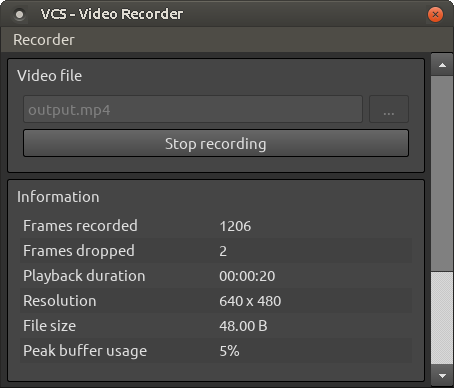 VCS - Video Recorder
Recorder
Video file
output.mp4
...
Stop recording
Information
Frames recorded 1206
Frames dropped 2
Playback duration 00:00:20
Resolution 640 x 480
File size 48.00 B
Peak buffer usage 5%